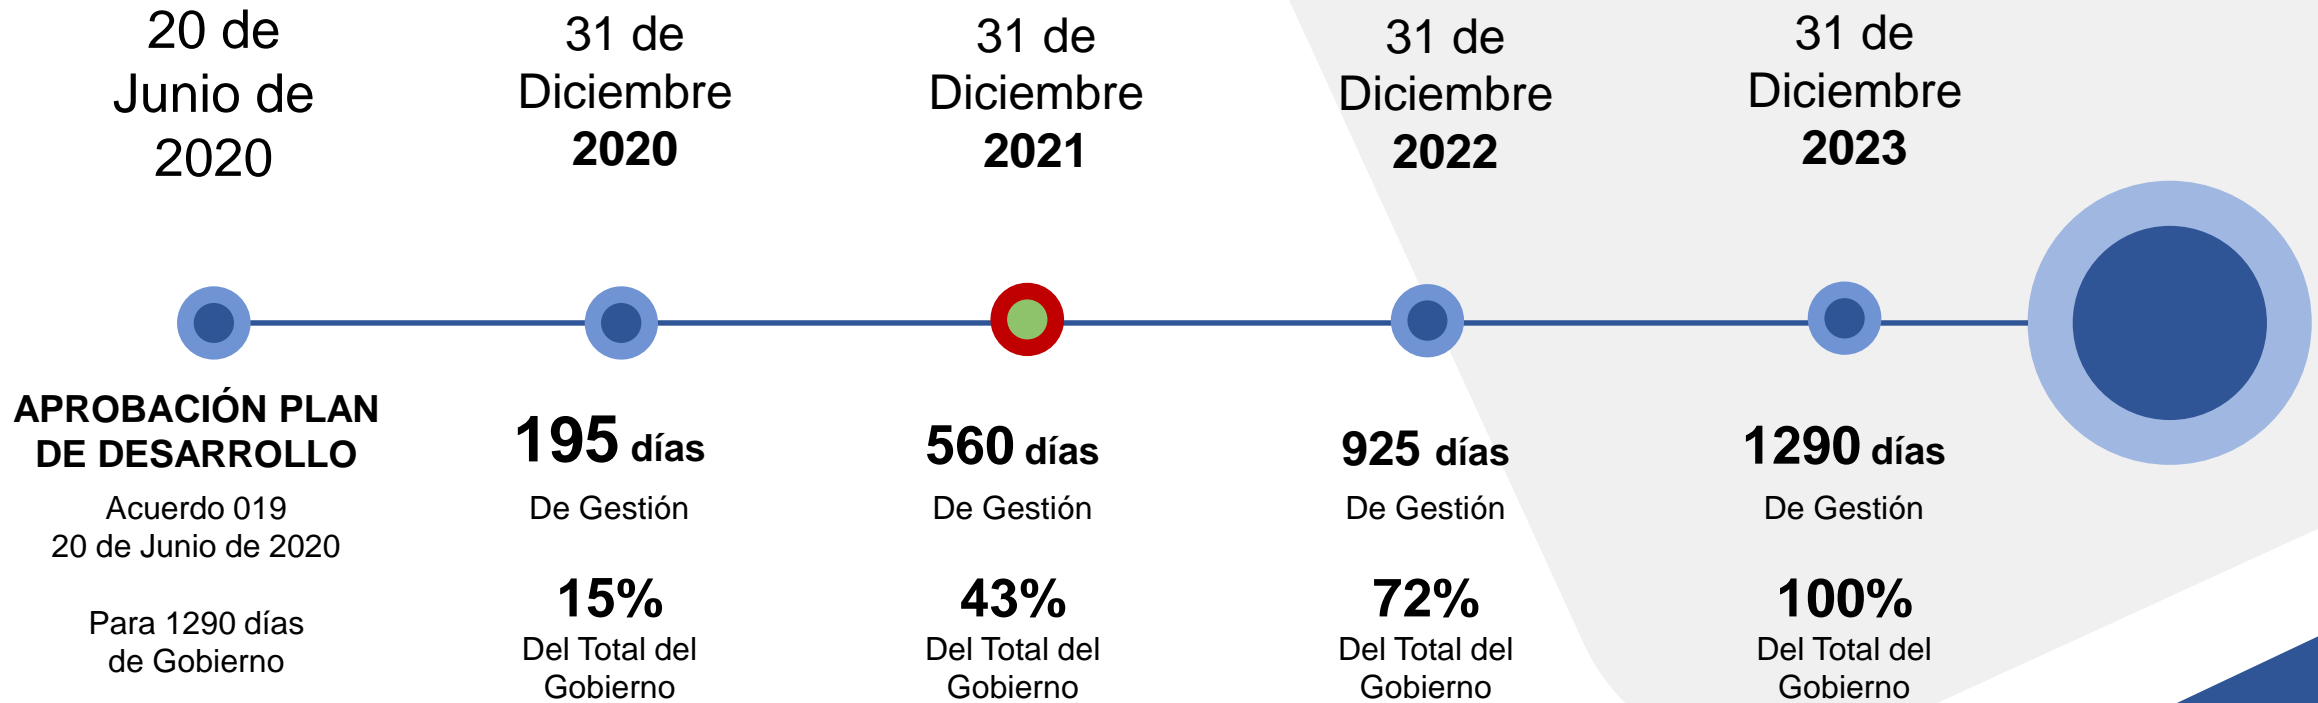 20 de
Junio de
2020
31 de
Diciembre
2020
31 de
Diciembre
2021
31 de
Diciembre
2022
31 de
Diciembre
2023
APROBACIÓN PLAN
DE DESARROLLO
Acuerdo 019
20 de Junio de 2020
Para 1290 días
de Gobierno
195 días
De Gestión
15%
Del Total del
Gobierno
560 días
De Gestión
43%
Del Total del
Gobierno
925 días
De Gestión
72%
Del Total del
Gobierno
1290 días
De Gestión
100%
Del Total del
Gobierno